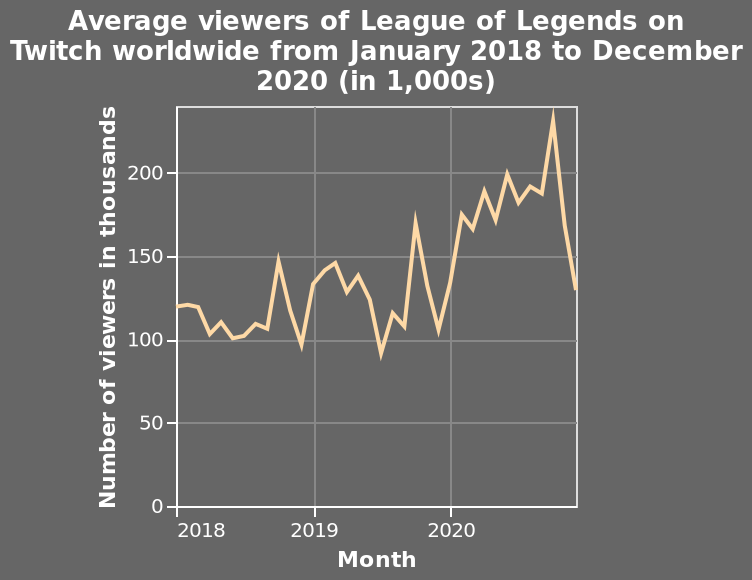 Average viewers of League of Legends on
Twitch worldwide from January 2018 to December
2020 (in 1,000s)
Number of viewers in thousands
200
150
100
50
0
2018
2019
2020
Month